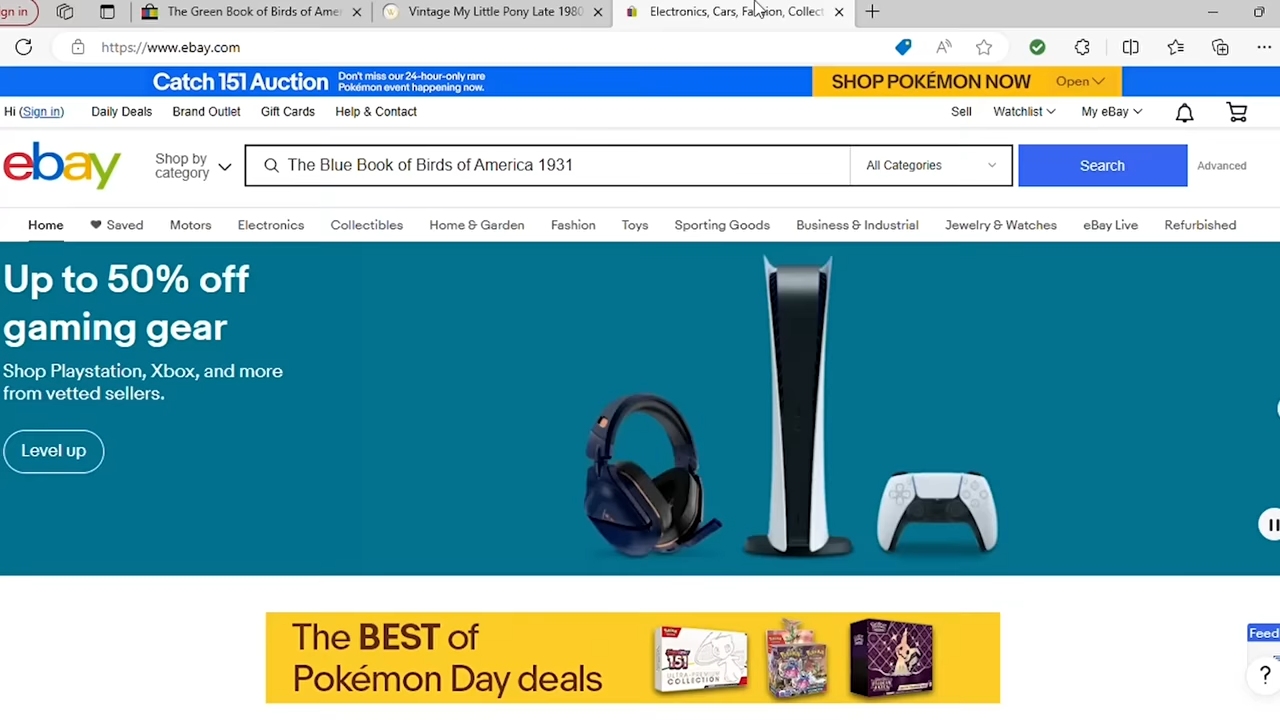 gn in
The Green Book of Birds of Ame
Vintage My Little Pony Late 1980
Electronics, Cars, Fashion, Collect
https://www.ebay.com
Catch 151 Auction
Don't miss our 24-hour-only rare
Pokémon event happening now.
SHOP POKÉMON NOW
Open
Hi (Sign in)
Daily Deals
Brand Outlet
Gift Cards
Help & Contact
Sell
Watchlist
My eBay
ebay
Shop by
category
The Blue Book of Birds of America 1931
All Categories
Search
Advanced
Home
Saved
Motors
Electronics
Collectibles
Home & Garden
Fashion
Toys
Sporting Goods
Business & Industrial
Jewelry & Watches
eBay Live
Refurbished
Up to 50% off
gaming gear
Shop Playstation, Xbox, and more
from vetted sellers.
Level up
The BEST of
Pokémon Day deals
151
ULTRA-PREMIUM
COLLECTION
Feed
?